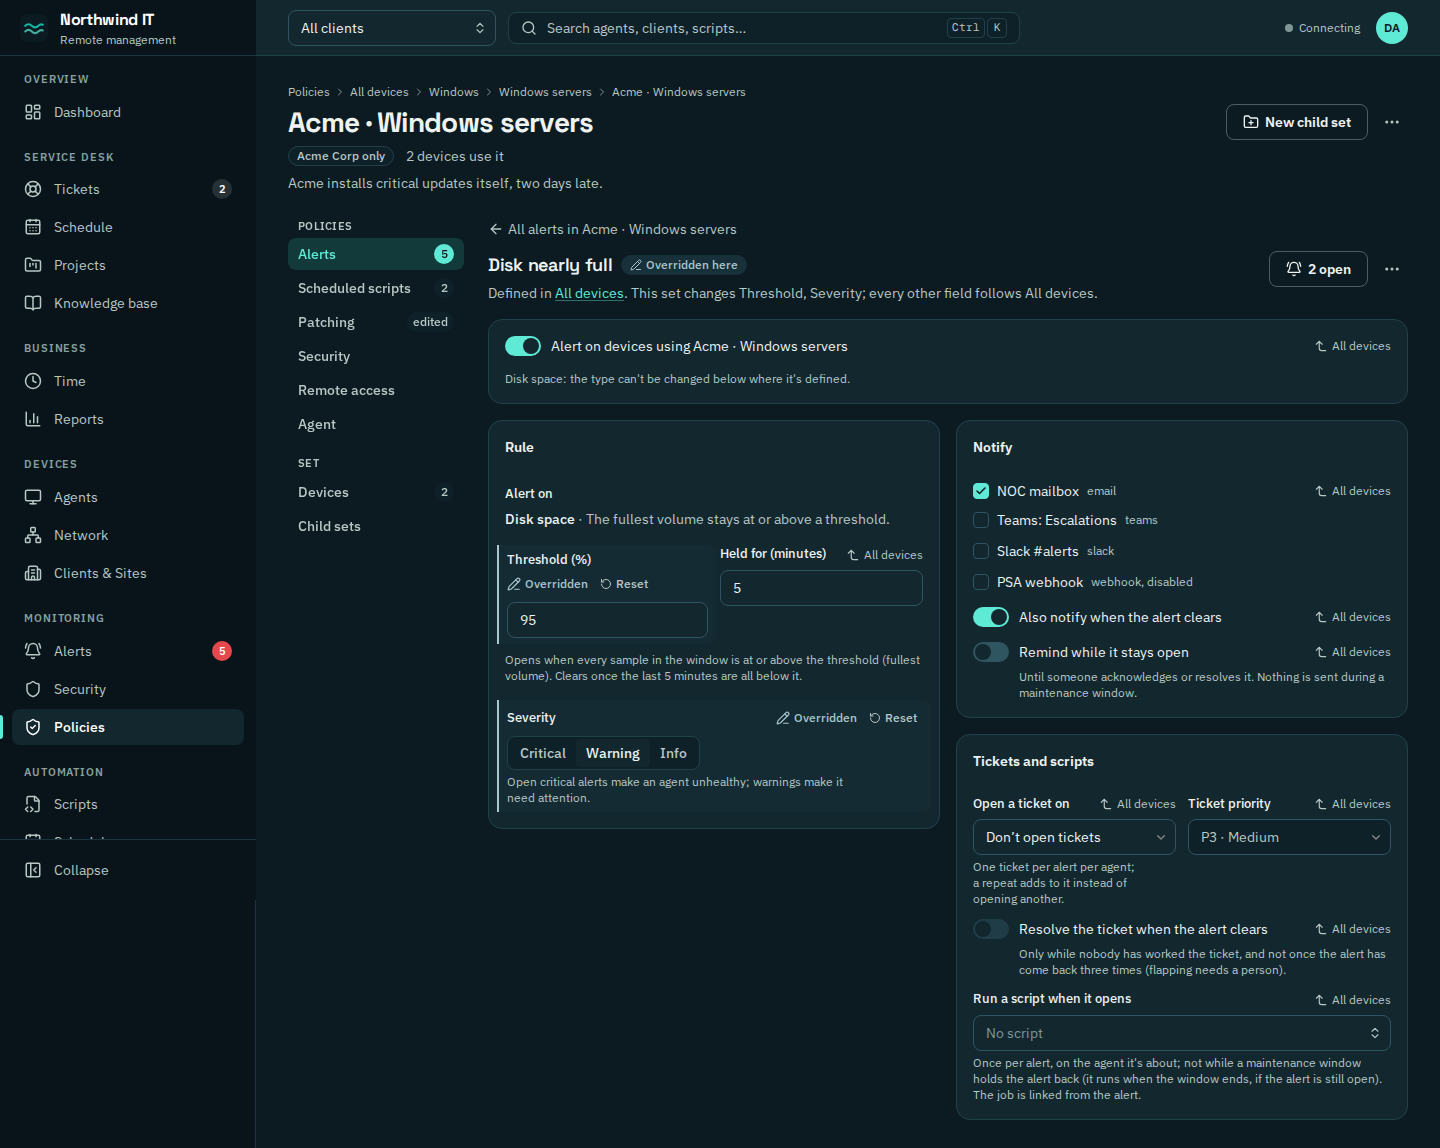 Northwind IT
Remote management
All clients
Search agents, clients, scripts...
Ctrl K
Connecting
DA
OVERVIEW
Dashboard
SERVICE DESK
Tickets 2
Schedule
Projects
Knowledge base
BUSINESS
Time
Reports
DEVICES
Agents
Network
Clients & Sites
MONITORING
Alerts 5
Security
Policies
AUTOMATION
Scripts
Collapse
Policies > All devices > Windows > Windows servers > Acme · Windows servers
Acme · Windows servers
New child set
Acme Corp only 2 devices use it
Acme installs critical updates itself, two days late.
POLICIES
Alerts 5
Scheduled scripts 2
Patching edited
Security
Remote access
Agent
SET
Devices 2
Child sets
All alerts in Acme · Windows servers
Disk nearly full Overridden here
2 open
Defined in All devices. This set changes Threshold, Severity; every other field follows All devices.
Alert on devices using Acme · Windows servers All devices
Disk space: the type can't be changed below where it's defined.
Rule
Alert on
Disk space · The fullest volume stays at or above a threshold.
Threshold (%)
Overridden Reset
95
Held for (minutes) All devices
5
Opens when every sample in the window is at or above the threshold (fullest
volume). Clears once the last 5 minutes are all below it.
Severity Overridden Reset
Critical Warning Info
Open critical alerts make an agent unhealthy; warnings make it
need attention.
Notify
NOC mailbox email All devices
Teams: Escalations teams
Slack #alerts slack
PSA webhook webhook, disabled
Also notify when the alert clears All devices
Remind while it stays open All devices
Until someone acknowledges or resolves it. Nothing is sent during a
maintenance window.
Tickets and scripts
Open a ticket on All devices
Don't open tickets
One ticket per alert per agent;
a repeat adds to it instead of
opening another.
Ticket priority All devices
P3 · Medium
Resolve the ticket when the alert clears All devices
Only while nobody has worked the ticket, and not once the alert has
come back three times (flapping needs a person).
Run a script when it opens All devices
No script
Once per alert, on the agent it's about; not while a maintenance window
holds the alert back (it runs when the window ends, if the alert is still open).
The job is linked from the alert.